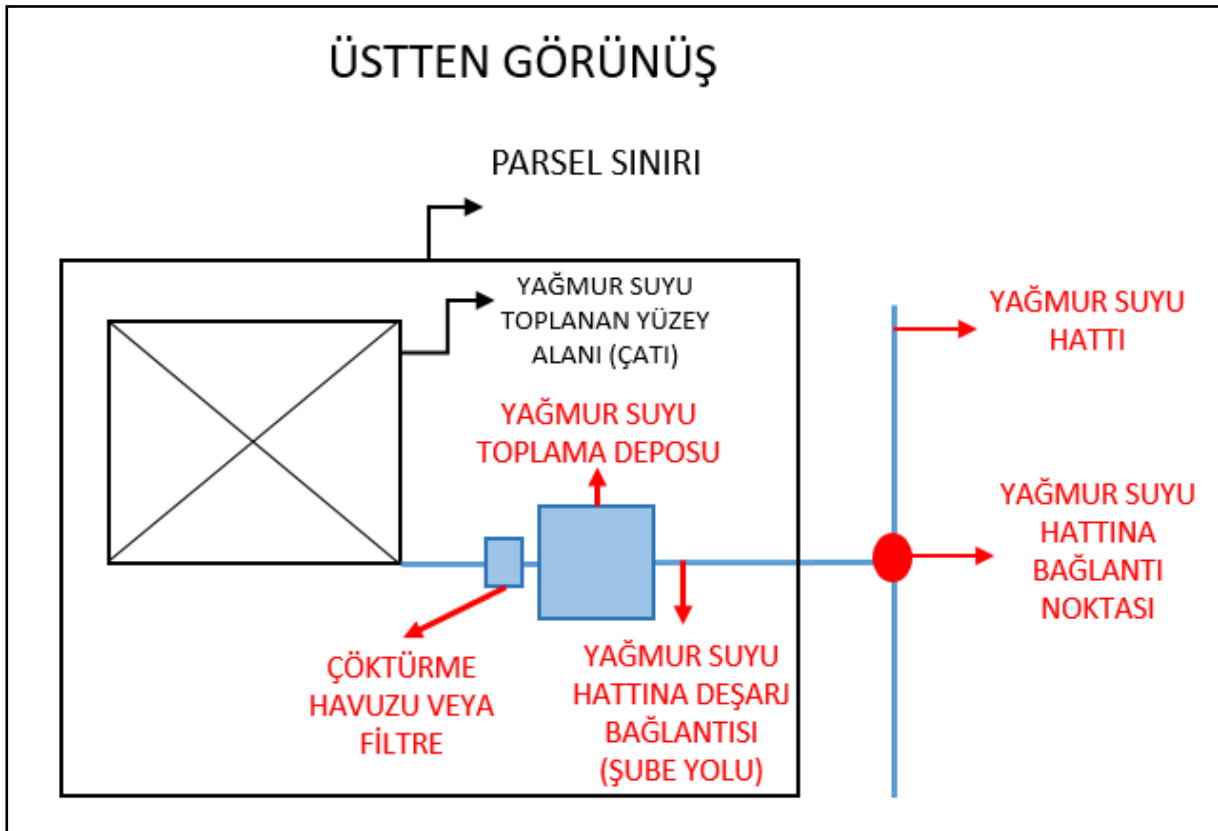 ÜSTTEN GÖRÜNÜŞ
PARSEL SINIRI
YAĞMUR SUYU
TOPLANAN YÜZEY
ALANI (ÇATI)
YAĞMUR SUYU
TOPLAMA DEPOSU
YAĞMUR SUYU
HATTI
YAĞMUR SUYU
HATTINA
BAĞLANTI
NOKTASI
ÇÖKTÜRME
HAVUZU VEYA
FİLTRE
YAĞMUR SUYU
HATTINA DEŞARJ
BAĞLANTISI
(ŞUBE YOLU)